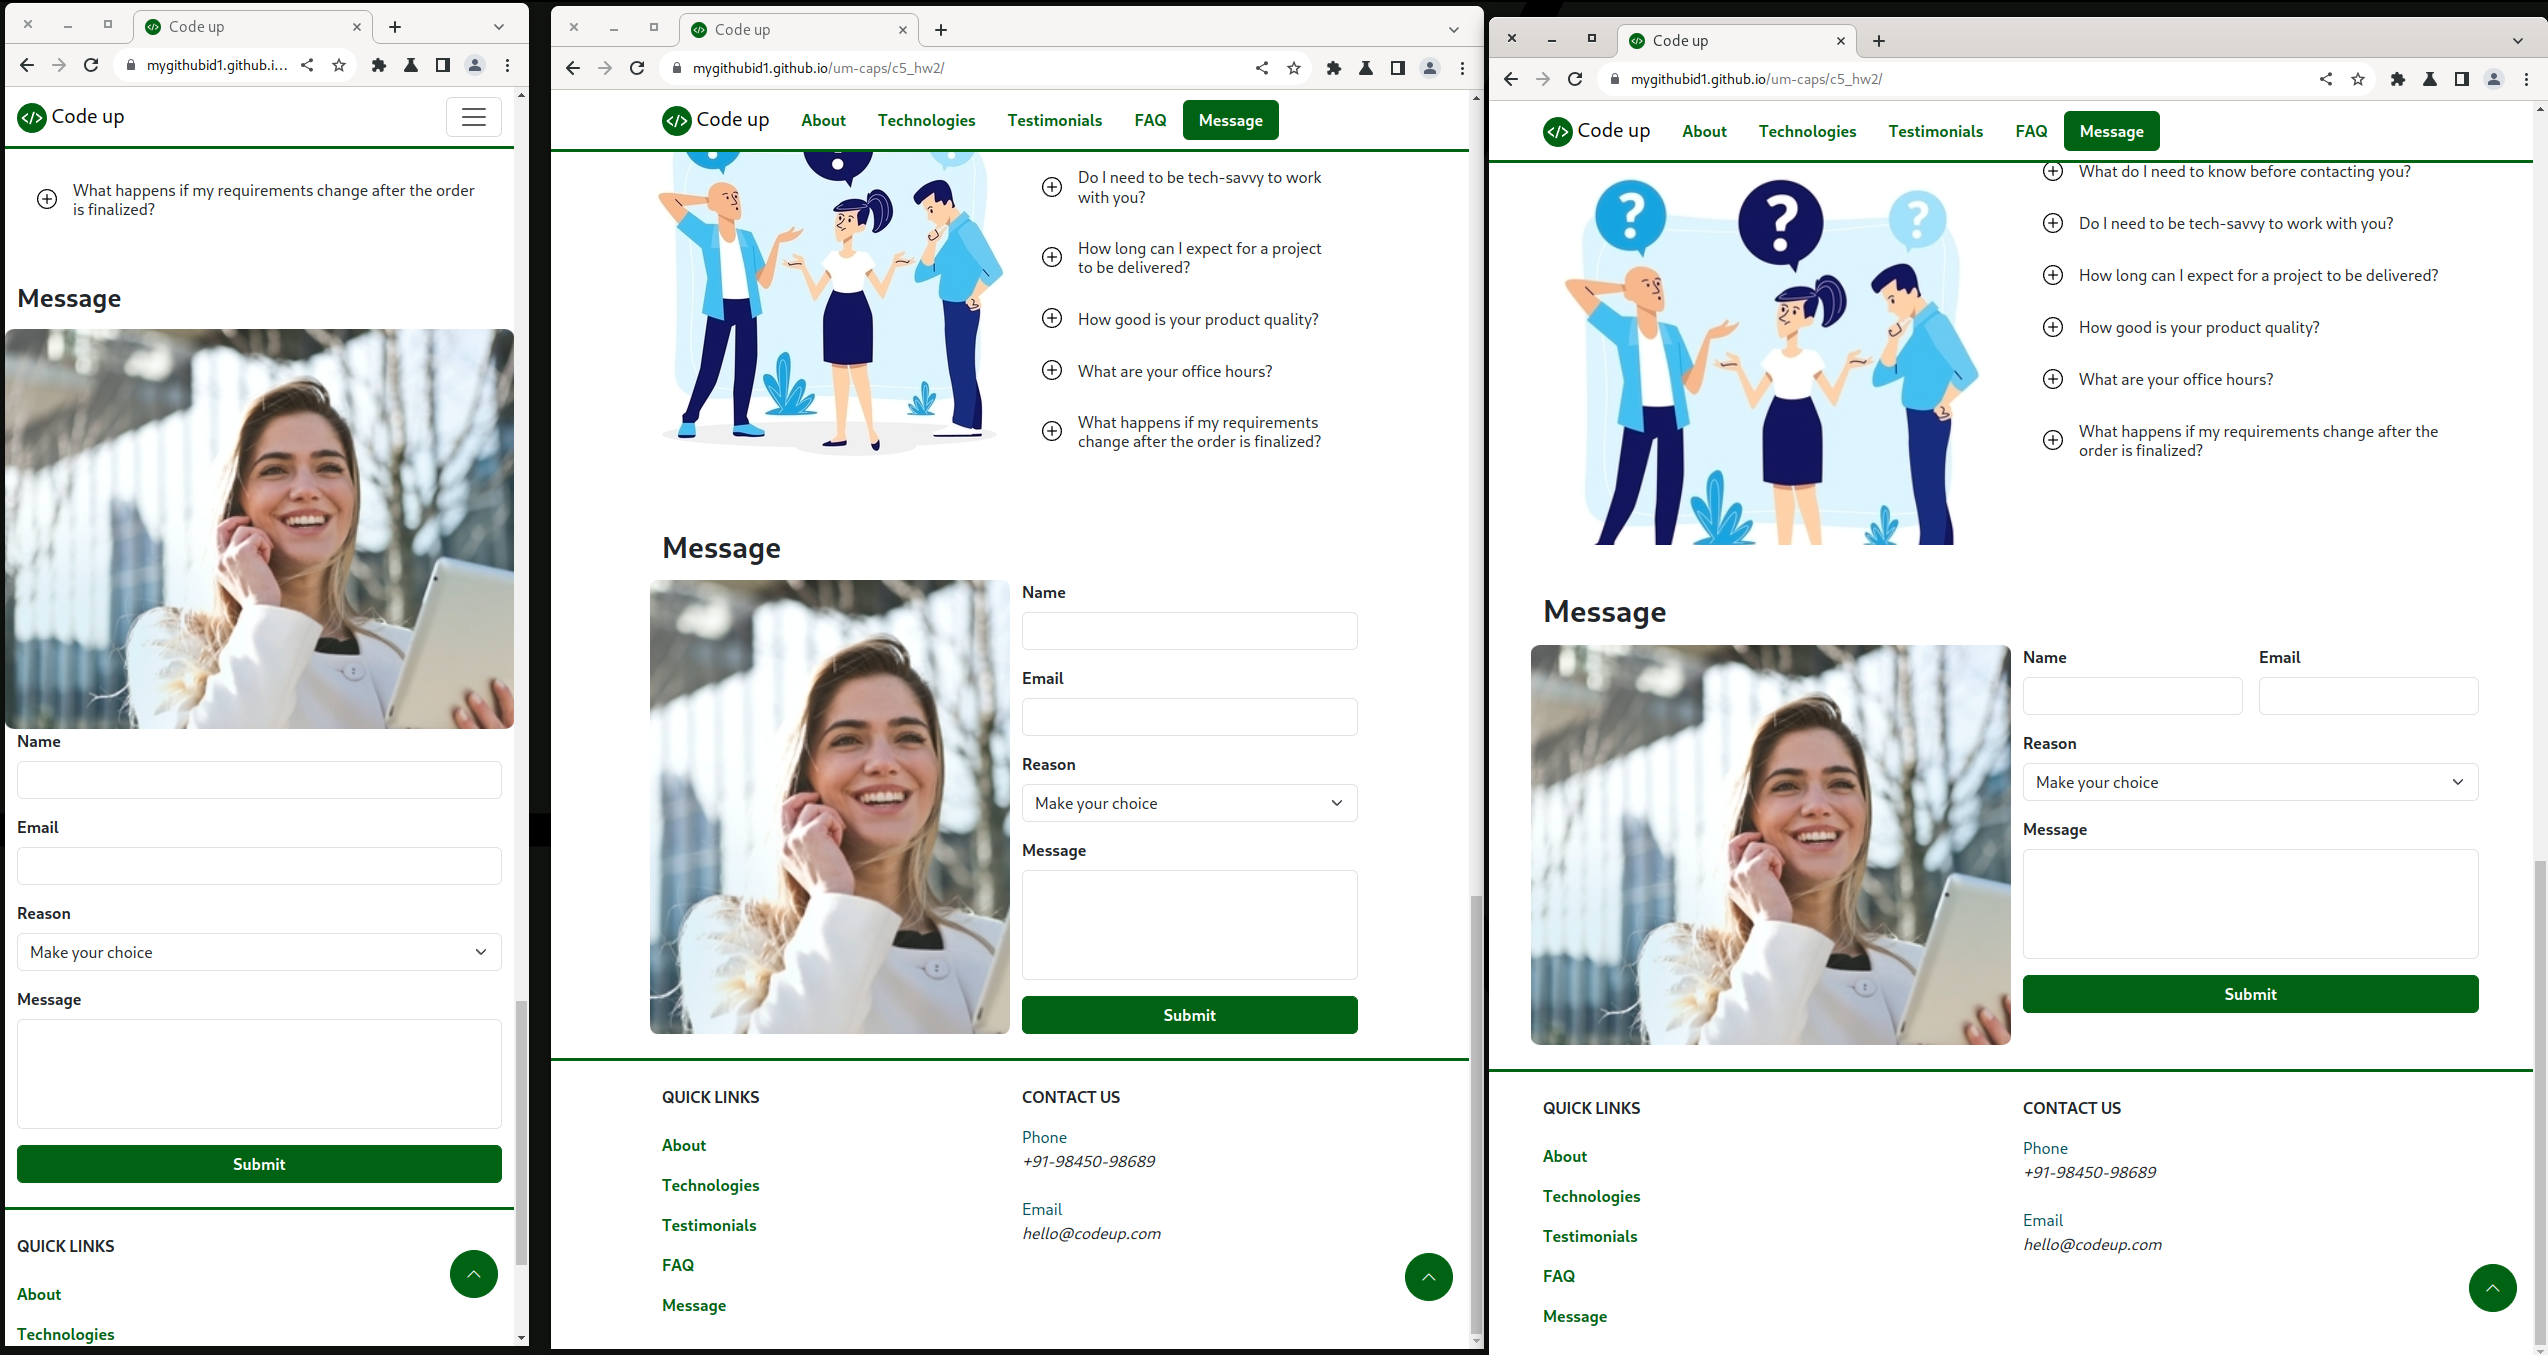 Code up
mygithubid1.github.i...
Code up
What happens if my requirements change after the order
is finalized?
Message
Name
Email
Reason
Make your choice
Message
Submit
QUICK LINKS
About
Technologies
Code up
mygithubid1.github.io/um-caps/c5_hw2/
Code up
About
Technologies
Testimonials
FAQ
Message
Do I need to be tech-savvy to work
with you?
How long can I expect for a project
to be delivered?
How good is your product quality?
What are your office hours?
What happens if my requirements
change after the order is finalized?
Message
Name
Email
Reason
Make your choice
Message
Submit
QUICK LINKS
About
Technologies
Testimonials
FAQ
Message
CONTACT US
Phone
+91-98450-98689
Email
hello@codeup.com
Code up
mygithubid1.github.io/um-caps/c5_hw2/
Code up
About
Technologies
Testimonials
FAQ
Message
What do I need to know before contacting you?
Do I need to be tech-savvy to work with you?
How long can I expect for a project to be delivered?
How good is your product quality?
What are your office hours?
What happens if my requirements change after the
order is finalized?
Message
Name
Email
Reason
Make your choice
Message
Submit
QUICK LINKS
About
Technologies
Testimonials
FAQ
Message
CONTACT US
Phone
+91-98450-98689
Email
hello@codeup.com